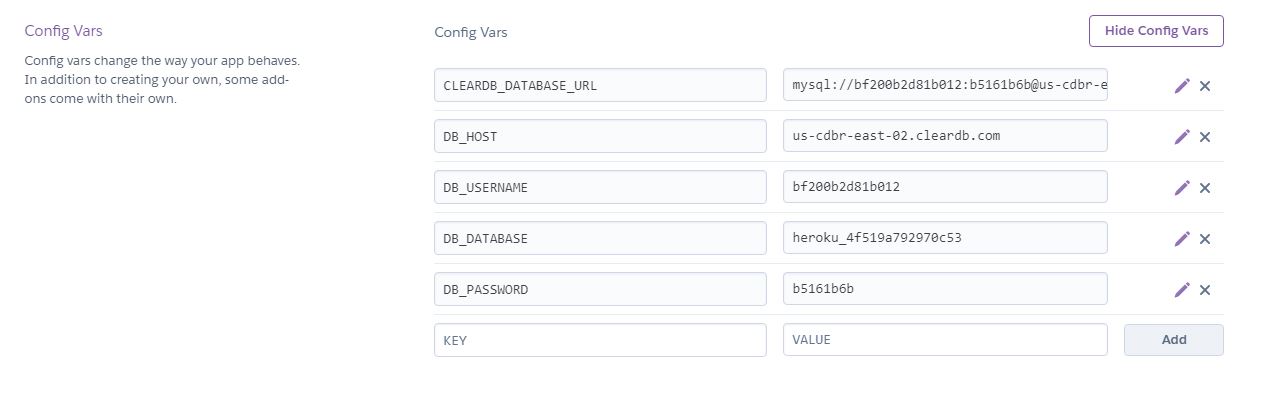 Config Vars
Config vars change the way your app behaves.
In addition to creating your own, some add-
ons come with their own.
Config Vars
Hide Config Vars
CLEARDB_DATABASE_URL mysql://bf200b2d81b012:b5161b6b@us-cdbr-e
DB_HOST us-cdbr-east-02.cleardb.com
DB_USERNAME bf200b2d81b012
DB_DATABASE heroku_4f519a792970c53
DB_PASSWORD b5161b6b
KEY VALUE Add